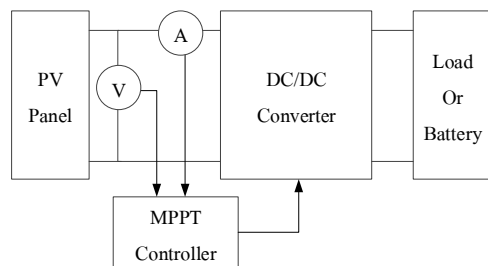 PV
Panel
V
A
DC/DC
Converter
Load
Or
Battery
MPPT
Controller